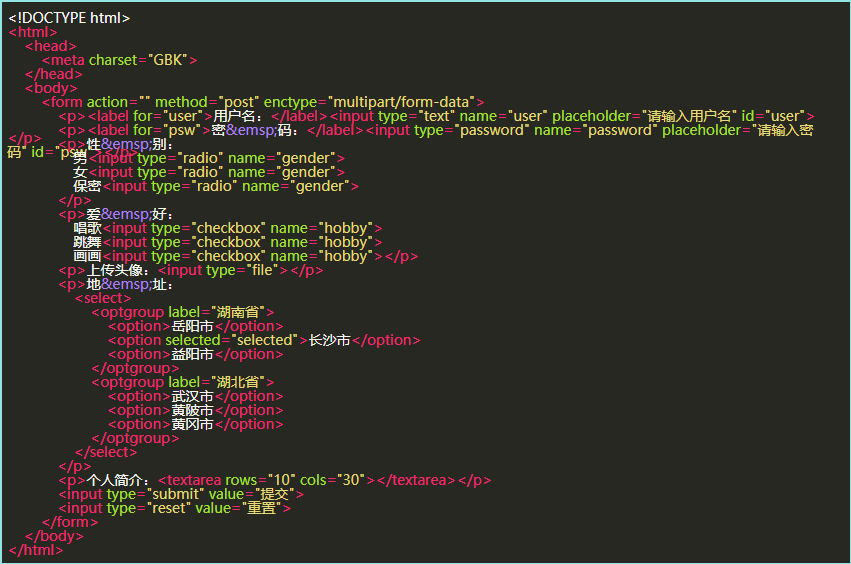 <!DOCTYPE html>
<html>
<head>
<meta charset="GBK">
</head>
<body>
<form action="" method="post" enctype="multipart/form-data">
<p><label for="user">用户名：</label><input type="text" name="user" placeholder="请输入用户名" id="user">
</p>
<p><label for="psw">密&emsp;码：</label><input type="password" name="password" placeholder="请输入密
码" id="psw"></p>
<p>性&emsp;别：
男<input type="radio" name="gender">
女<input type="radio" name="gender">
保密<input type="radio" name="gender">
</p>
<p>爱&emsp;好：
唱歌<input type="checkbox" name="hobby">
跳舞<input type="checkbox" name="hobby">
画画<input type="checkbox" name="hobby"></p>
<p>上传头像：<input type="file"></p>
<p>地&emsp;址：
<select>
<optgroup label="湖南省">
<option>岳阳市</option>
<option selected="selected">长沙市</option>
<option>益阳市</option>
</optgroup>
<optgroup label="湖北省">
<option>武汉市</option>
<option>黄陂市</option>
<option>黄冈市</option>
</optgroup>
</select>
</p>
<p>个人简介：<textarea rows="10" cols="30"></textarea></p>
<input type="submit" value="提交">
<input type="reset" value="重置">
</form>
</body>
</html>